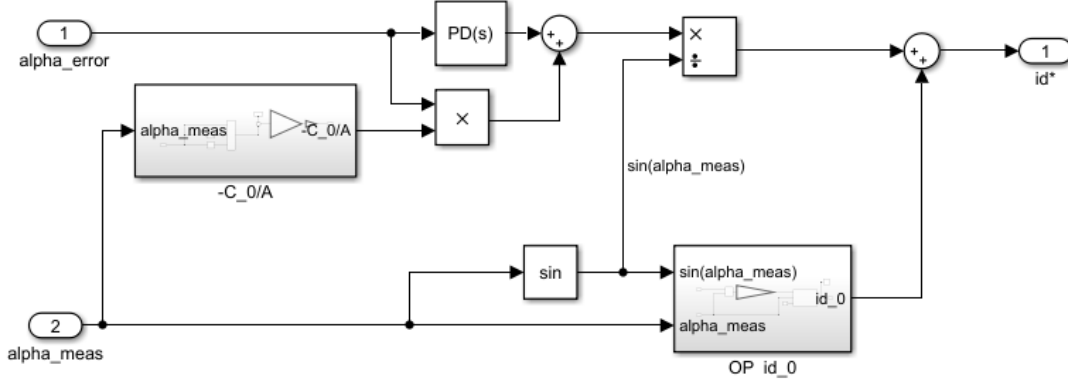 1
alpha_error
PD(s)
+
+
×
÷
+
+
1
id*
alpha_meas
-C_0/A
×
-C_0/A
sin(alpha_meas)
sin
sin(alpha_meas)
id_0
alpha_meas
2
alpha_meas
OP id_0